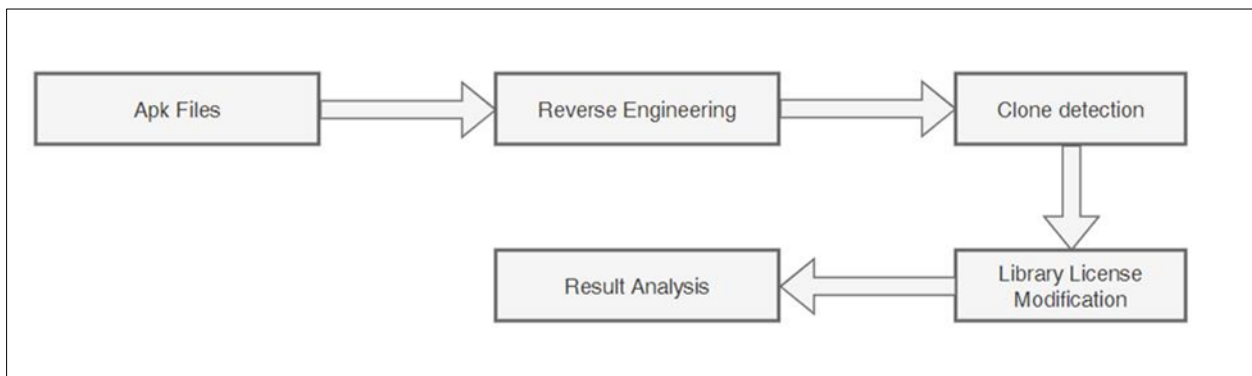 Apk Files
Reverse Engineering
Clone detection
Library License
Modification
Result Analysis